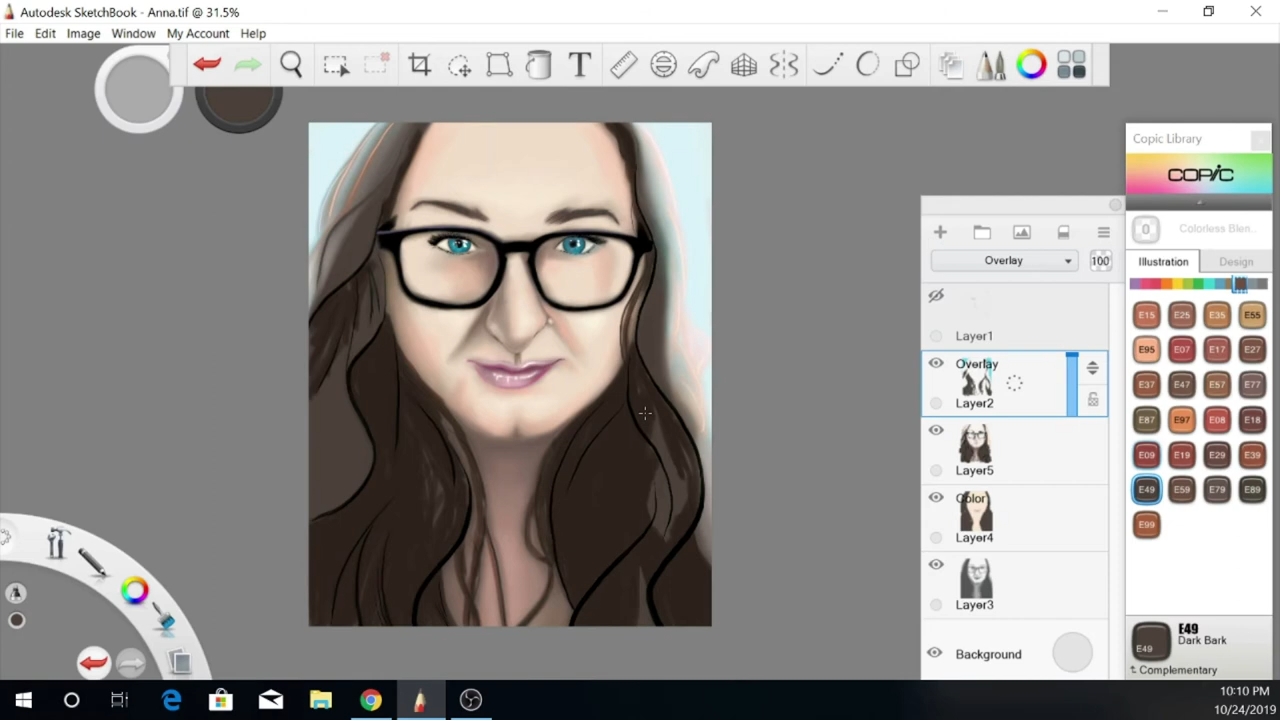 Autodesk SketchBook - Anna.tif @ 31.5%
File Edit Image Window My Account Help
T
Copic Library
COPIC
0 Colorless Blen..
Illustration Design
Overlay 100
Layer1
Overlay
Layer2
Layer5
Color
Layer4
Layer3
Background
E15 E25 E35 E55
E95 E07 E17 E27
E37 E47 E57 E77
E87 E97 E08 E18
E09 E19 E29 E39
E49 E59 E79 E89
E99
E49
E49
Dark Bark
Complementary
10:10 PM
10/24/2019